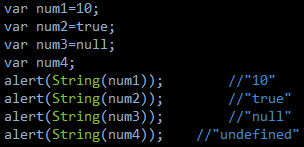 var num1=10;
var num2=true;
var num3=null;
var num4;
alert(String(num1)); //"10"
alert(String(num2)); //"true"
alert(String(num3)); //"null"
alert(String(num4)); //"undefined"